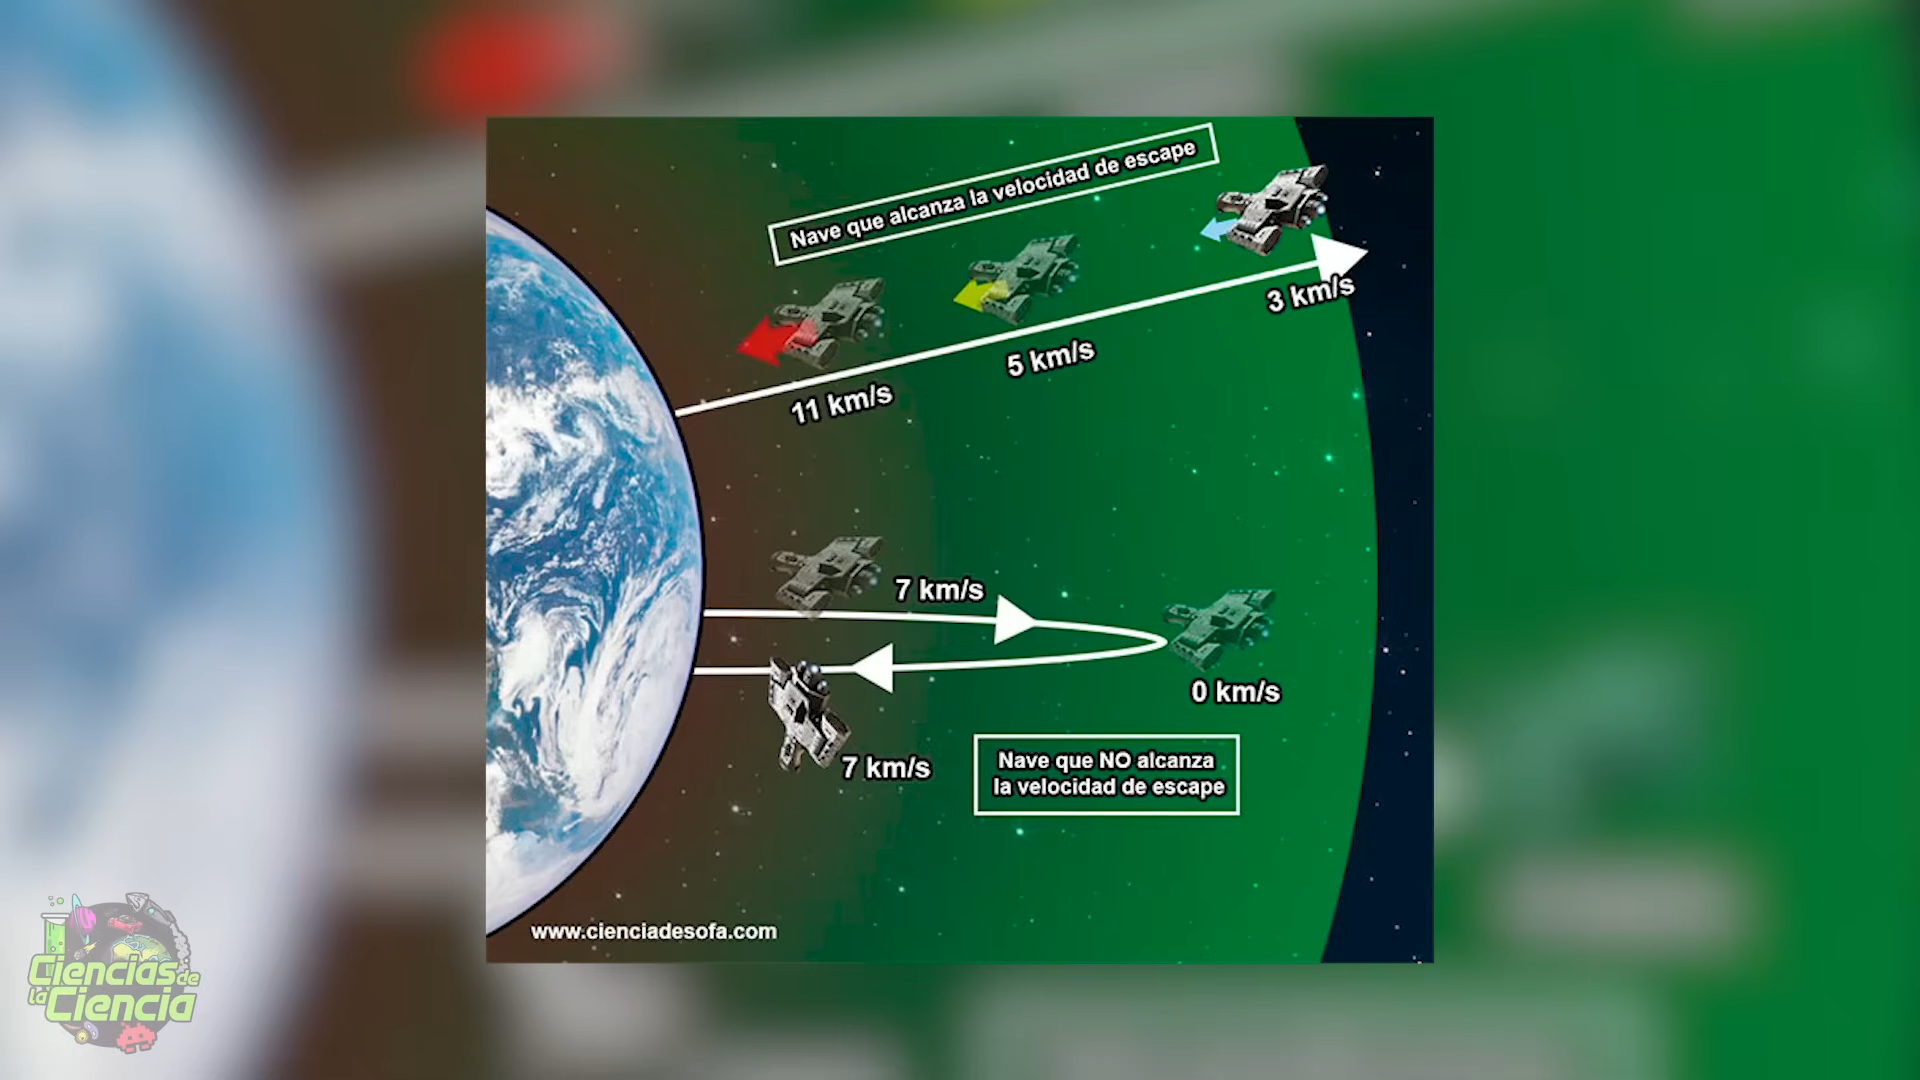 Nave que alcanza la velocidad de escape
3 km/s
5 km/s
11 km/s
7 km/s
0 km/s
7 km/s
Nave que NO alcanza
la velocidad de escape
www.cienciadesofa.com
Ciencias de
la Ciencia